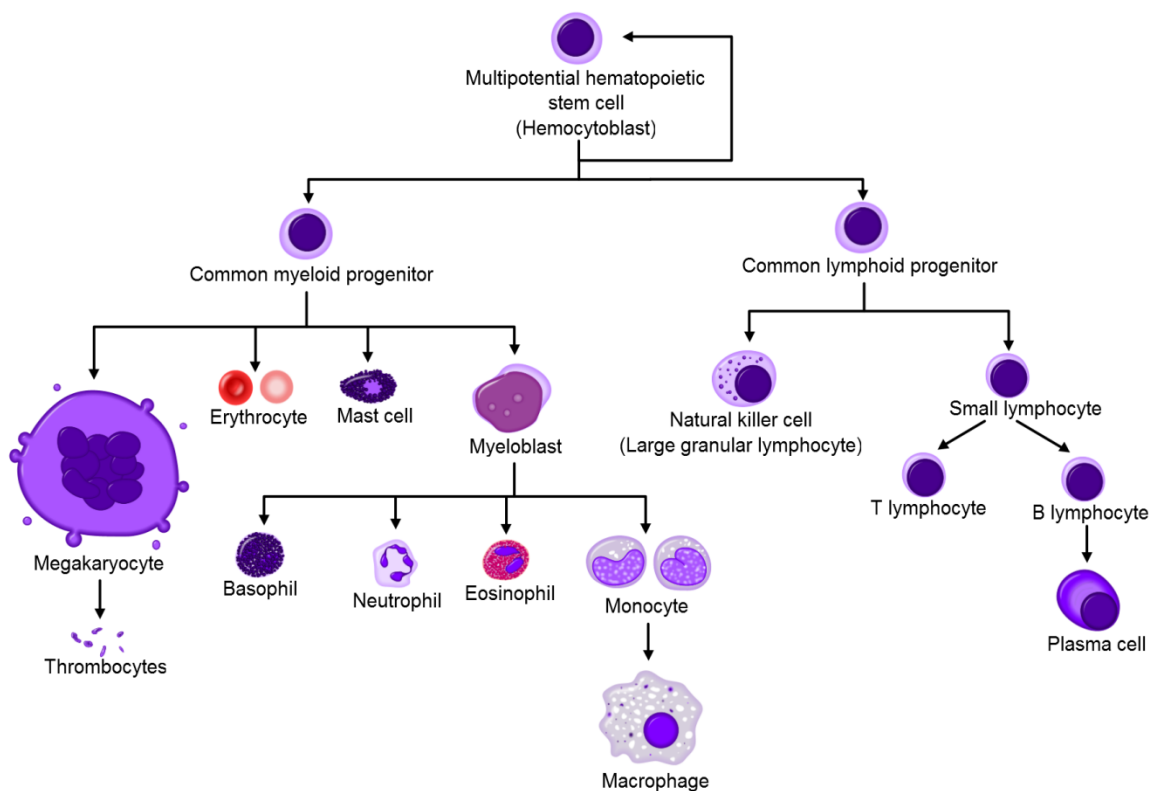 Multipotential hematopoietic
stem cell
(Hemocytoblast)
Common myeloid progenitor
Common lymphoid progenitor
Erythrocyte
Mast cell
Myeloblast
Natural killer cell
(Large granular lymphocyte)
Small lymphocyte
T lymphocyte
B lymphocyte
Megakaryocyte
Basophil
Neutrophil
Eosinophil
Monocyte
Plasma cell
Thrombocytes
Macrophage